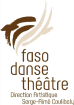 faso
danse
théâtre
Direction Artistique
Serge-Aimé Coulibaly